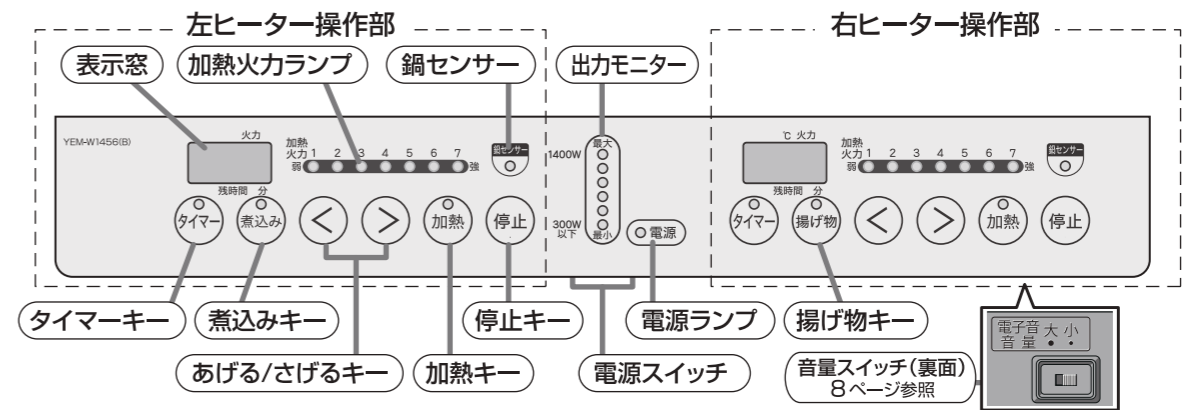 左ヒーター操作部
右ヒーター操作部
表示窓
加熱火力ランプ
鍋センサー
出力モニター
YEM-W1456(B)
火力
加熱
火力 1 2 3 4 5 6 7
弱 強
鍋センサー
残時間 分
タイマー
煮込み
<
>
加熱
停止
最大
1400W
300W
以下
最小
電源
℃ 火力
加熱
火力 1 2 3 4 5 6 7
弱 強
鍋センサー
残時間 分
タイマー
揚げ物
<
>
加熱
停止
タイマーキー
煮込みキー
停止キー
電源ランプ
揚げ物キー
あげる/さげるキー
加熱キー
電源スイッチ
音量スイッチ(裏面)
8ページ参照
電子音 大 小
音量